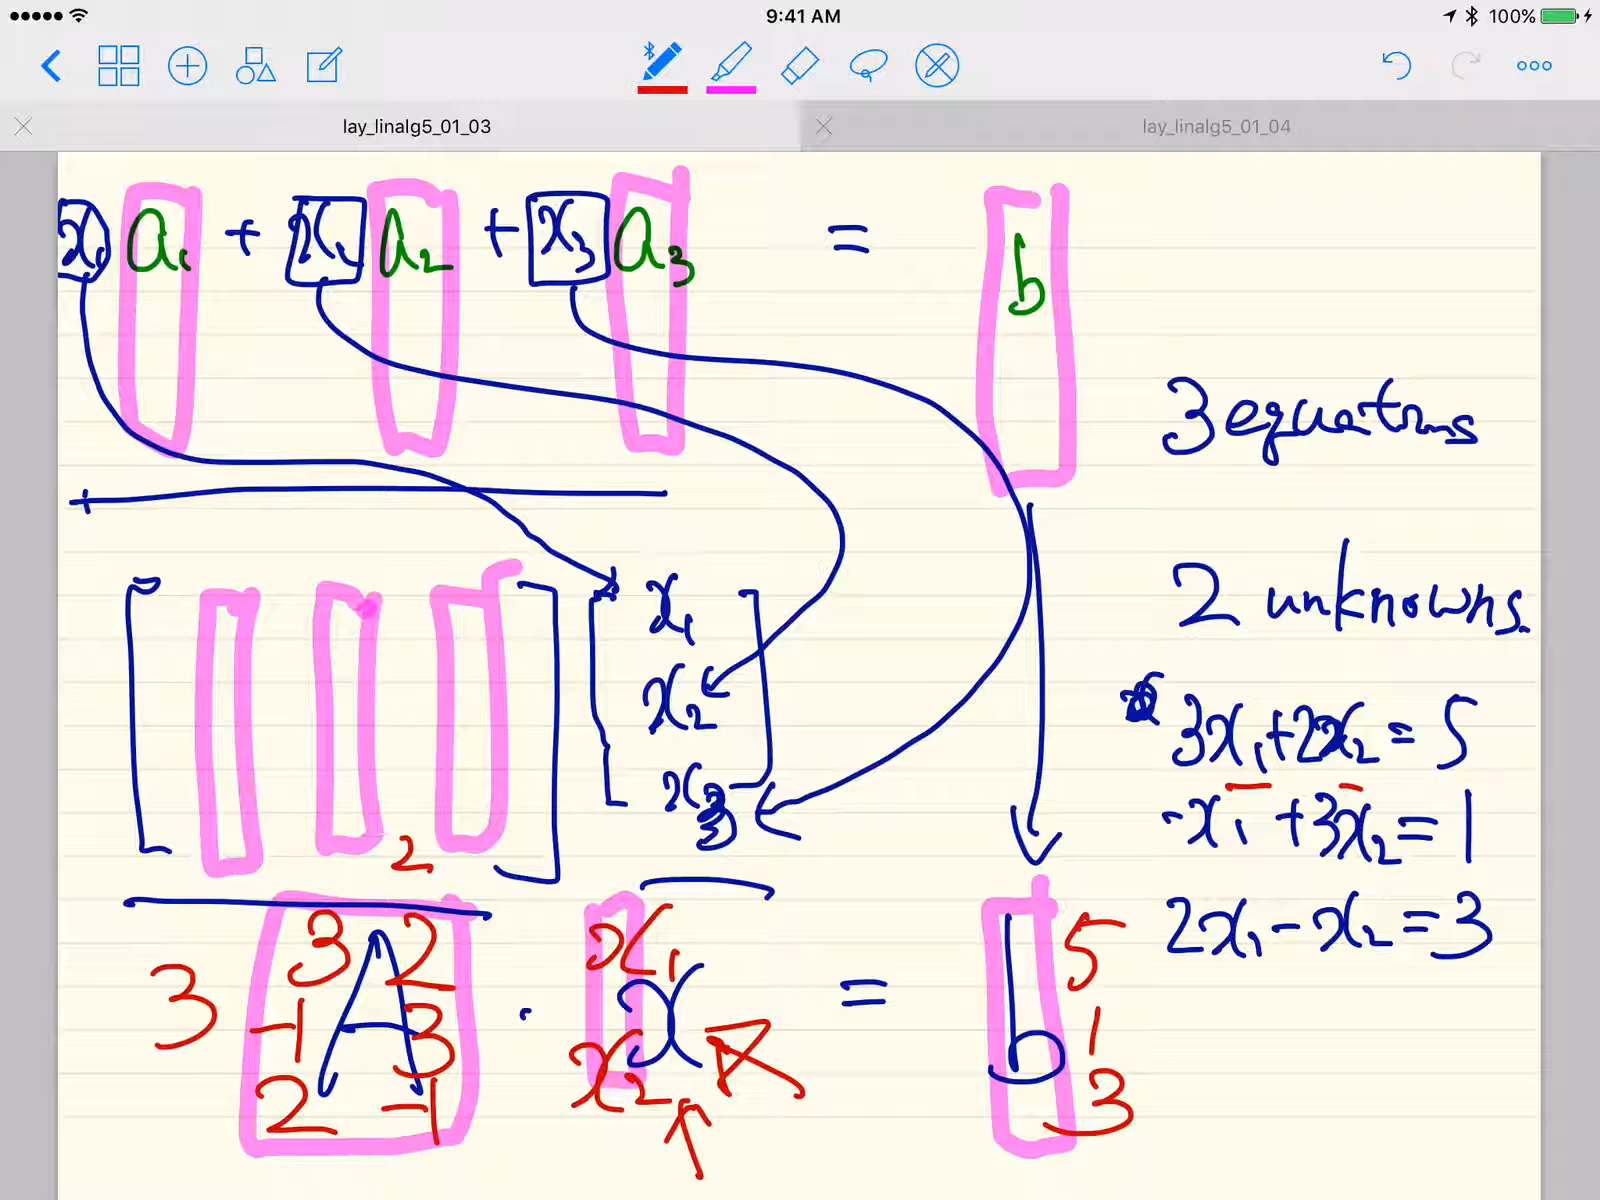 9:41 AM
100%
lay_linalg5_01_03
lay_linalg5_01_04
x₁ a₁ + x₂ a₂ + x₃ a₃ = b
3 equations
2 unknowns.
x₁
x₂
x₃
3
3x₁+2x₂ = 5
-x₁ +3x₂ = 1
2x₁ - x₂ = 3
2
3
A · x = b
3 2
-1 3
2 -1
x₁
x₂
5
1
3